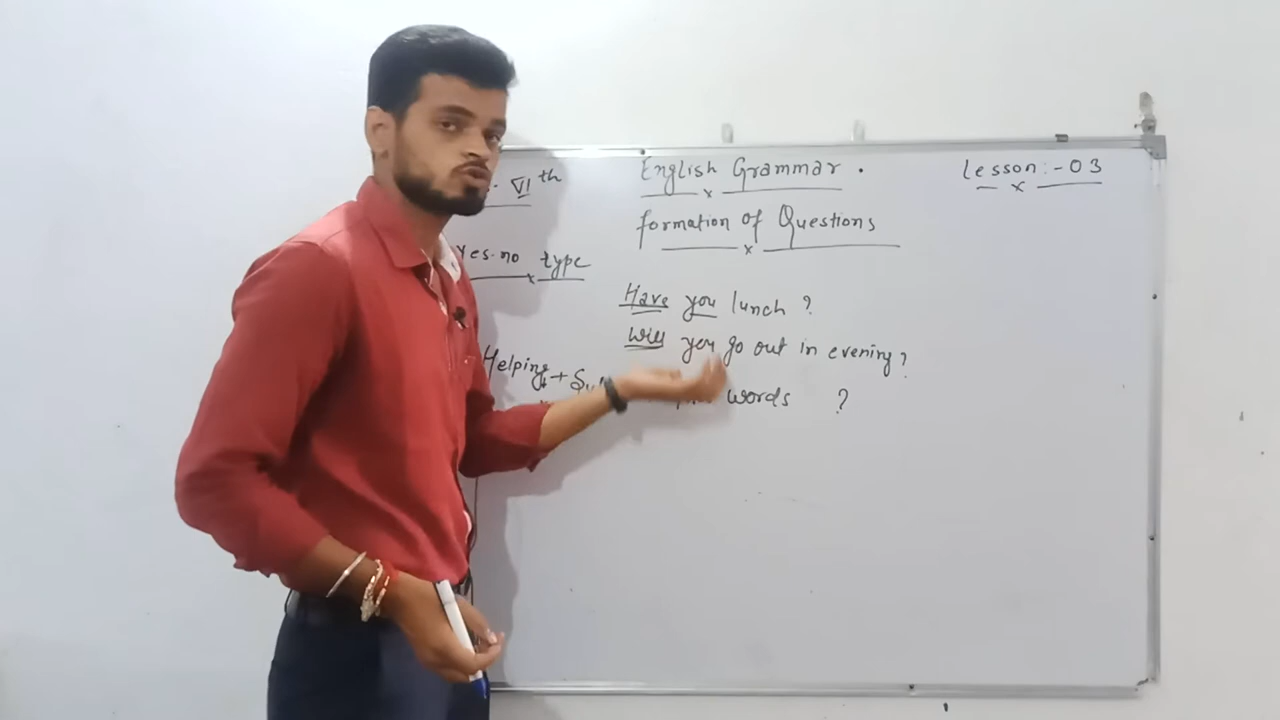 VIth
English Grammar .
Lesson:-03
formation of Questions
Yes-no type
Have you lunch ?
Will you go out in evening ?
Helping +
words ?